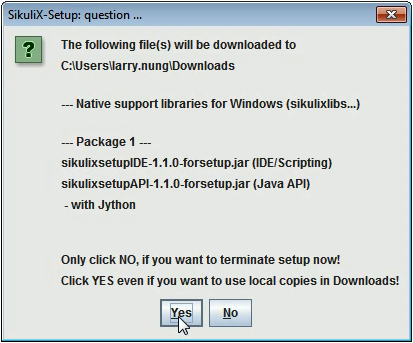 SikuliX-Setup: question ...
?
The following file(s) will be downloaded to
C:\Users\larry.nung\Downloads
--- Native support libraries for Windows (sikulixlibs...)
--- Package 1 ---
sikulixsetupIDE-1.1.0-forsetup.jar (IDE/Scripting)
sikulixsetupAPI-1.1.0-forsetup.jar (Java API)
- with Jython
Only click NO, if you want to terminate setup now!
Click YES even if you want to use local copies in Downloads!
Yes No